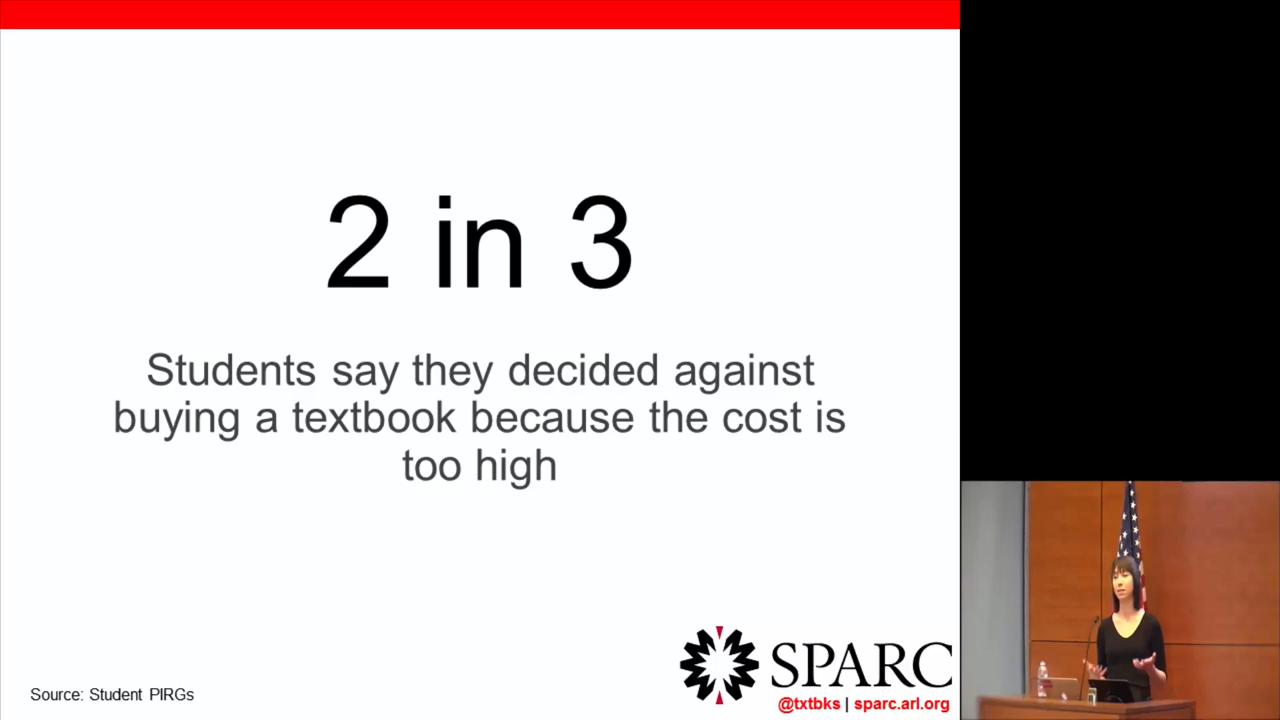 2 in 3
Students say they decided against
buying a textbook because the cost is
too high
Source: Student PIRGs
SPARC
@txtbks | sparc.arl.org